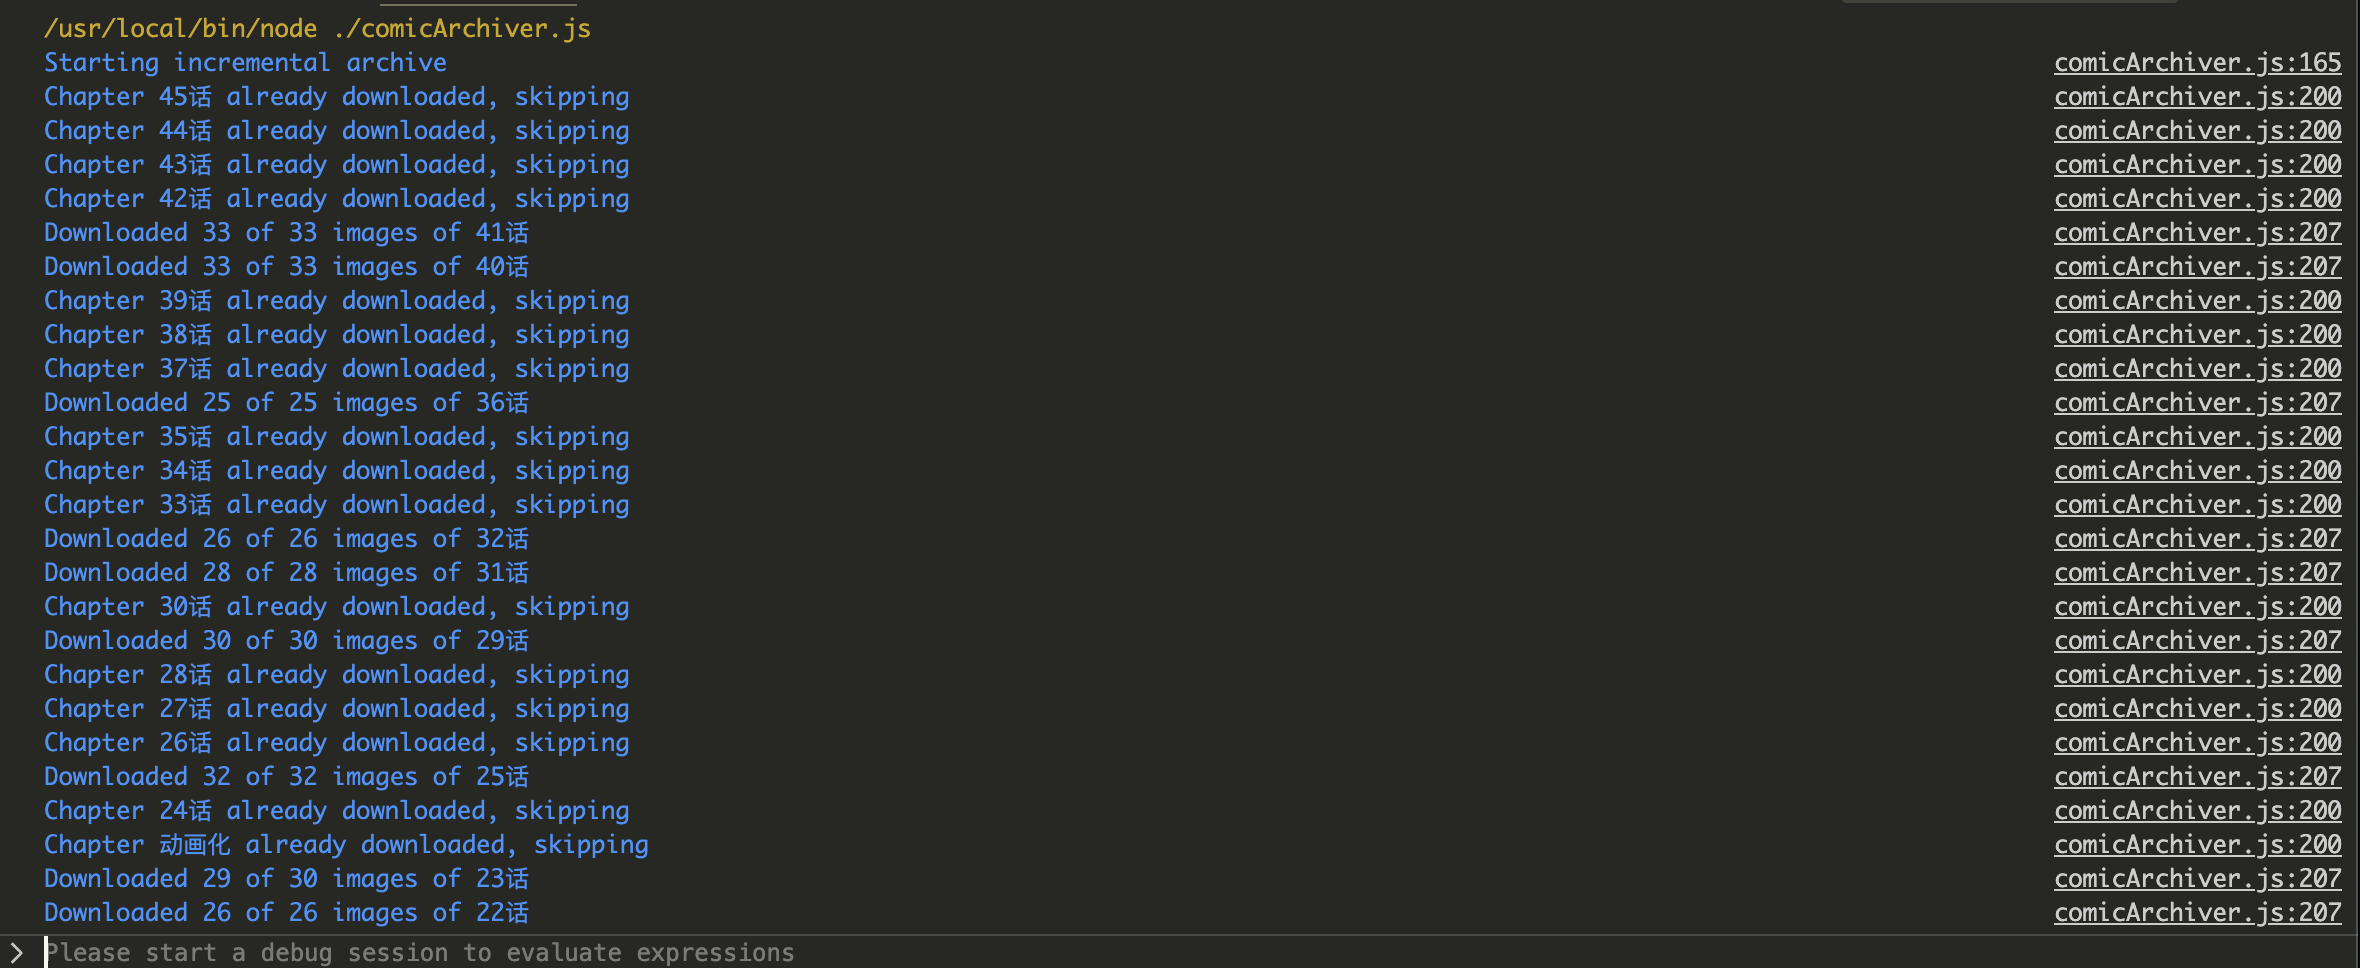 /usr/local/bin/node ./comicArchiver.js
Starting incremental archive comicArchiver.js:165
Chapter 45话 already downloaded, skipping comicArchiver.js:200
Chapter 44话 already downloaded, skipping comicArchiver.js:200
Chapter 43话 already downloaded, skipping comicArchiver.js:200
Chapter 42话 already downloaded, skipping comicArchiver.js:200
Downloaded 33 of 33 images of 41话 comicArchiver.js:207
Downloaded 33 of 33 images of 40话 comicArchiver.js:207
Chapter 39话 already downloaded, skipping comicArchiver.js:200
Chapter 38话 already downloaded, skipping comicArchiver.js:200
Chapter 37话 already downloaded, skipping comicArchiver.js:200
Downloaded 25 of 25 images of 36话 comicArchiver.js:207
Chapter 35话 already downloaded, skipping comicArchiver.js:200
Chapter 34话 already downloaded, skipping comicArchiver.js:200
Chapter 33话 already downloaded, skipping comicArchiver.js:200
Downloaded 26 of 26 images of 32话 comicArchiver.js:207
Downloaded 28 of 28 images of 31话 comicArchiver.js:207
Chapter 30话 already downloaded, skipping comicArchiver.js:200
Downloaded 30 of 30 images of 29话 comicArchiver.js:207
Chapter 28话 already downloaded, skipping comicArchiver.js:200
Chapter 27话 already downloaded, skipping comicArchiver.js:200
Chapter 26话 already downloaded, skipping comicArchiver.js:200
Downloaded 32 of 32 images of 25话 comicArchiver.js:207
Chapter 24话 already downloaded, skipping comicArchiver.js:200
Chapter 动画化 already downloaded, skipping comicArchiver.js:200
Downloaded 29 of 30 images of 23话 comicArchiver.js:207
Downloaded 26 of 26 images of 22话 comicArchiver.js:207
Please start a debug session to evaluate expressions